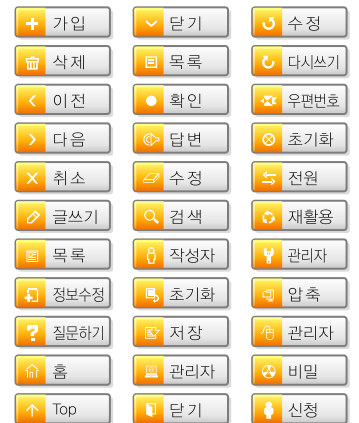 가입 닫기 수정
삭제 목록 다시쓰기
이전 확인 우편번호
다음 답변 초기화
취소 수정 전원
글쓰기 검색 재활용
목록 작성자 관리자
정보수정 초기화 압축
질문하기 저장 관리자
홈 관리자 비밀
Top 닫기 신청